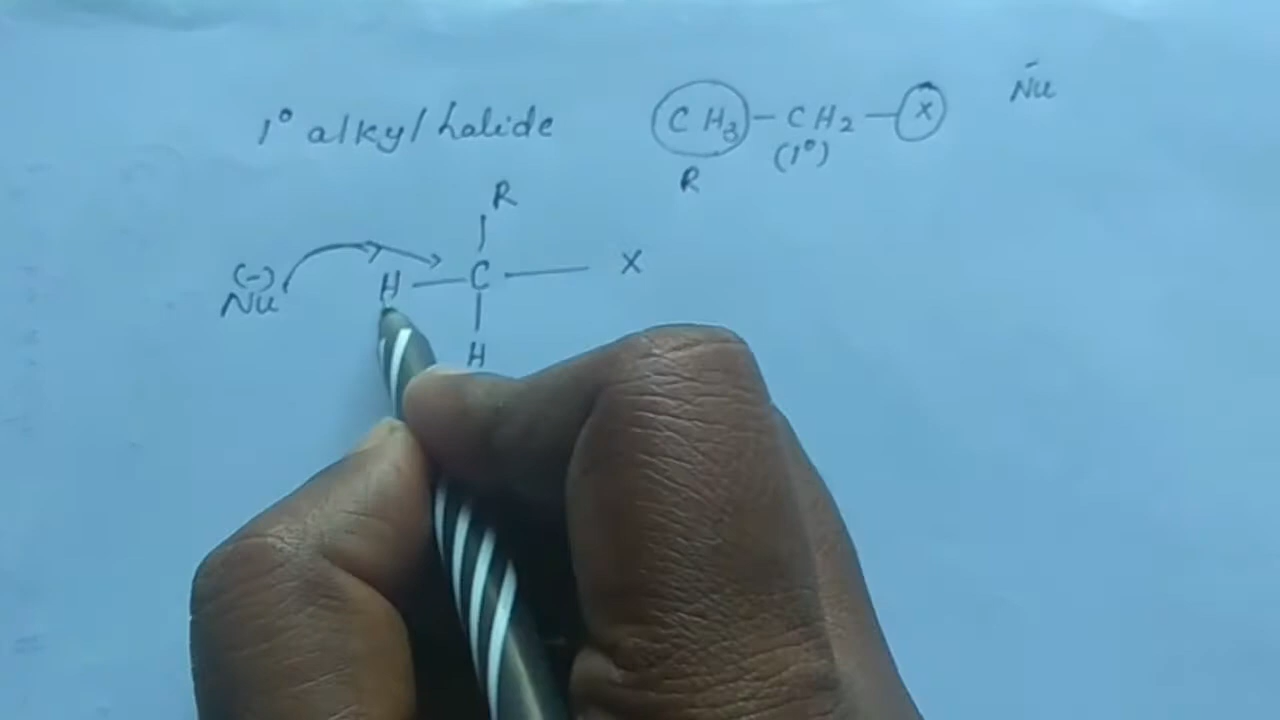 1° alkyl halide CH3 - CH2 - X Nu-
(1°)
R
R
(-)
Nu H - C - X
H